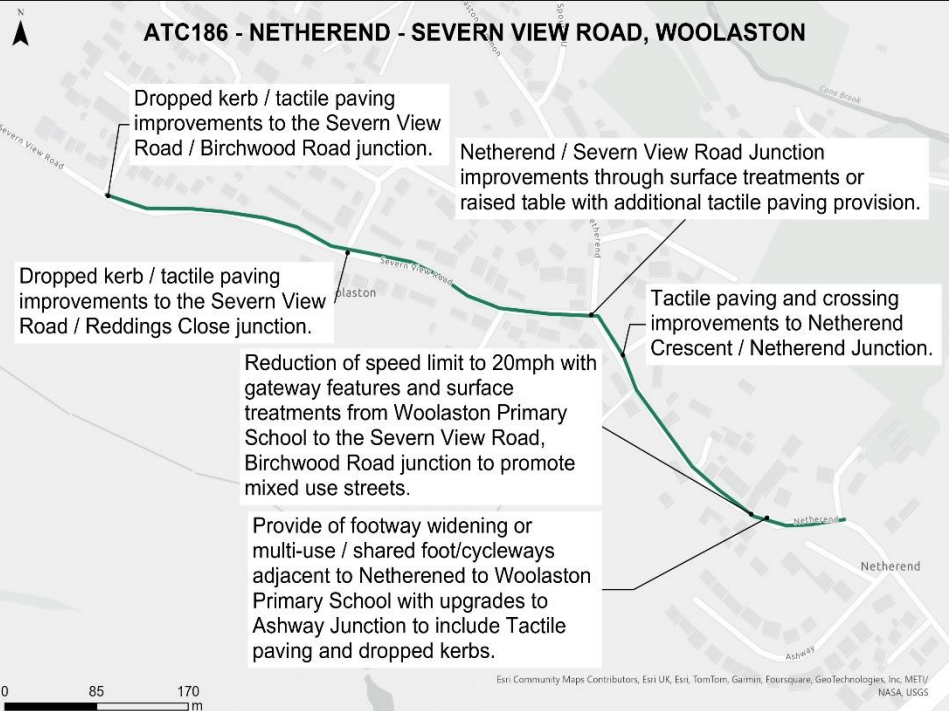 N
ATC186 - NETHEREND - SEVERN VIEW ROAD, WOOLASTON
Cone Brook
Dropped kerb / tactile paving
improvements to the Severn View
Road / Birchwood Road junction.
Severn View Road
Netherend / Severn View Road Junction
improvements through surface treatments or
raised table with additional tactile paving provision.
etherend
Severn View Road
Dropped kerb / tactile paving
improvements to the Severn View
Road / Reddings Close junction.
olaston
Tactile paving and crossing
improvements to Netherend
Crescent / Netherend Junction.
Reduction of speed limit to 20mph with
gateway features and surface
treatments from Woolaston Primary
School to the Severn View Road,
Birchwood Road junction to promote
mixed use streets.
Netherend
Provide of footway widening or
multi-use / shared foot/cycleways
adjacent to Netherened to Woolaston
Primary School with upgrades to
Ashway Junction to include Tactile
paving and dropped kerbs.
Netherend
Ashway
0 85 170
m
Esri Community Maps Contributors, Esri UK, Esri, TomTom, Garmin, Foursquare, GeoTechnologies, Inc, METI/
NASA, USGS